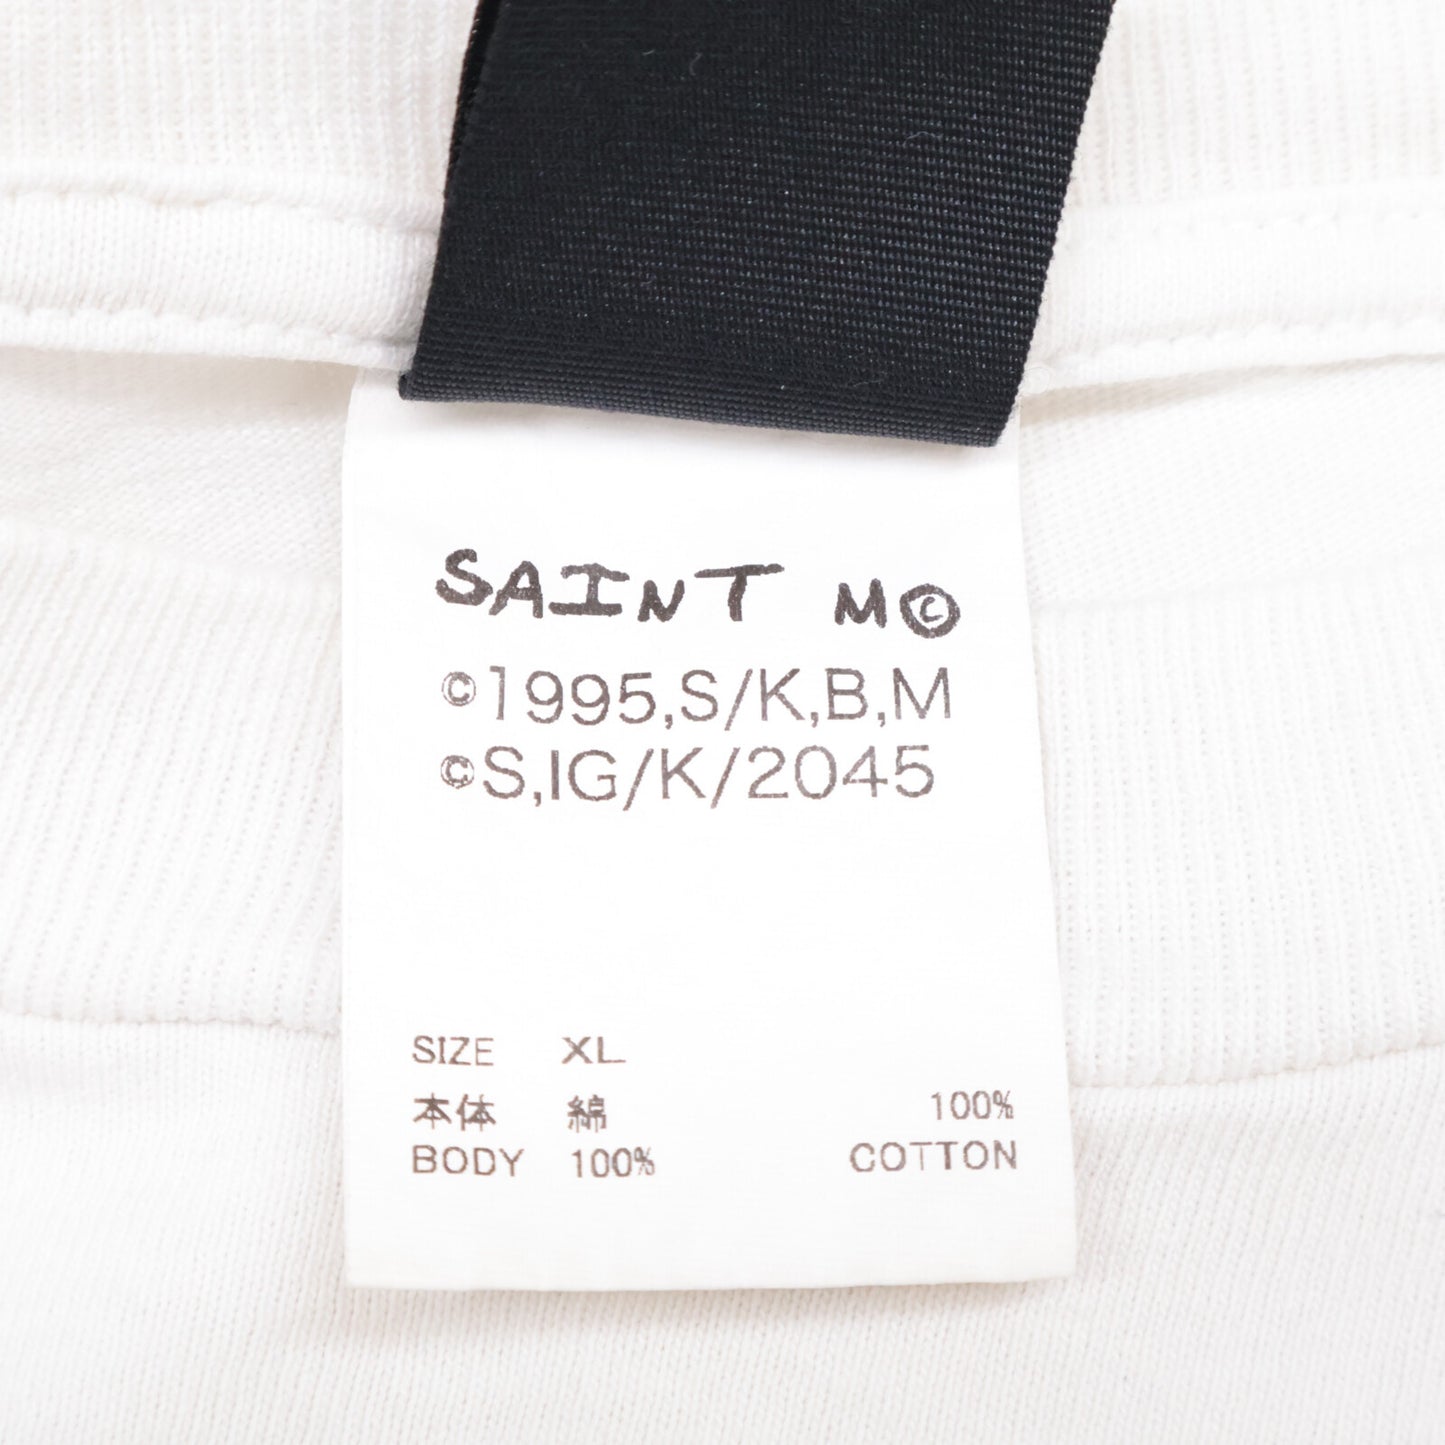 SAINT M©
©1995,S/K,B,M
©S,IG/K/2045
SIZE XL
本体 綿 100%
BODY 100% COTTON